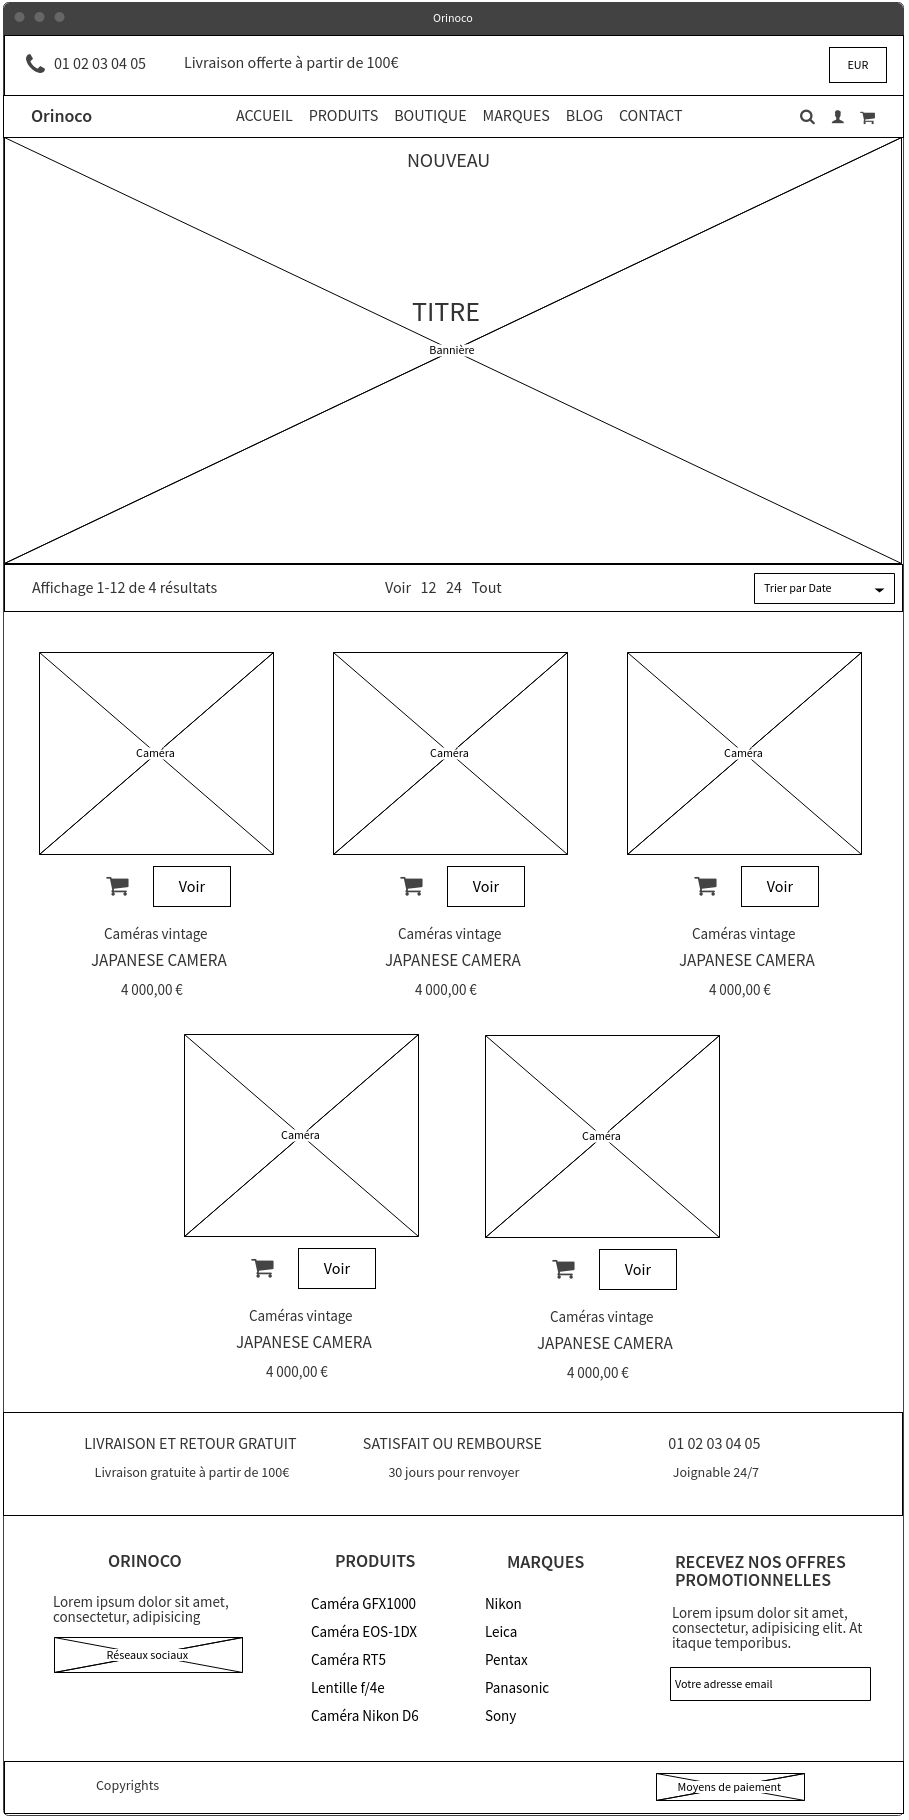 Orinoco
01 02 03 04 05 Livraison offerte à partir de 100€ EUR
Orinoco ACCUEIL PRODUITS BOUTIQUE MARQUES BLOG CONTACT
NOUVEAU
TITRE
Bannière
Affichage 1-12 de 4 résultats Voir 12 24 Tout Trier par Date
Caméra Caméra Caméra
Voir Voir Voir
Caméras vintage Caméras vintage Caméras vintage
JAPANESE CAMERA JAPANESE CAMERA JAPANESE CAMERA
4 000,00 € 4 000,00 € 4 000,00 €
Caméra Caméra
Voir Voir
Caméras vintage Caméras vintage
JAPANESE CAMERA JAPANESE CAMERA
4 000,00 € 4 000,00 €
LIVRAISON ET RETOUR GRATUIT SATISFAIT OU REMBOURSE 01 02 03 04 05
Livraison gratuite à partir de 100€ 30 jours pour renvoyer Joignable 24/7
ORINOCO
Lorem ipsum dolor sit amet,
consectetur, adipisicing
Réseaux sociaux
PRODUITS
Caméra GFX1000
Caméra EOS-1DX
Caméra RT5
Lentille f/4e
Caméra Nikon D6
MARQUES
Nikon
Leica
Pentax
Panasonic
Sony
RECEVEZ NOS OFFRES
PROMOTIONNELLES
Lorem ipsum dolor sit amet,
consectetur, adipisicing elit. At
itaque temporibus.
Votre adresse email
Copyrights Moyens de paiement